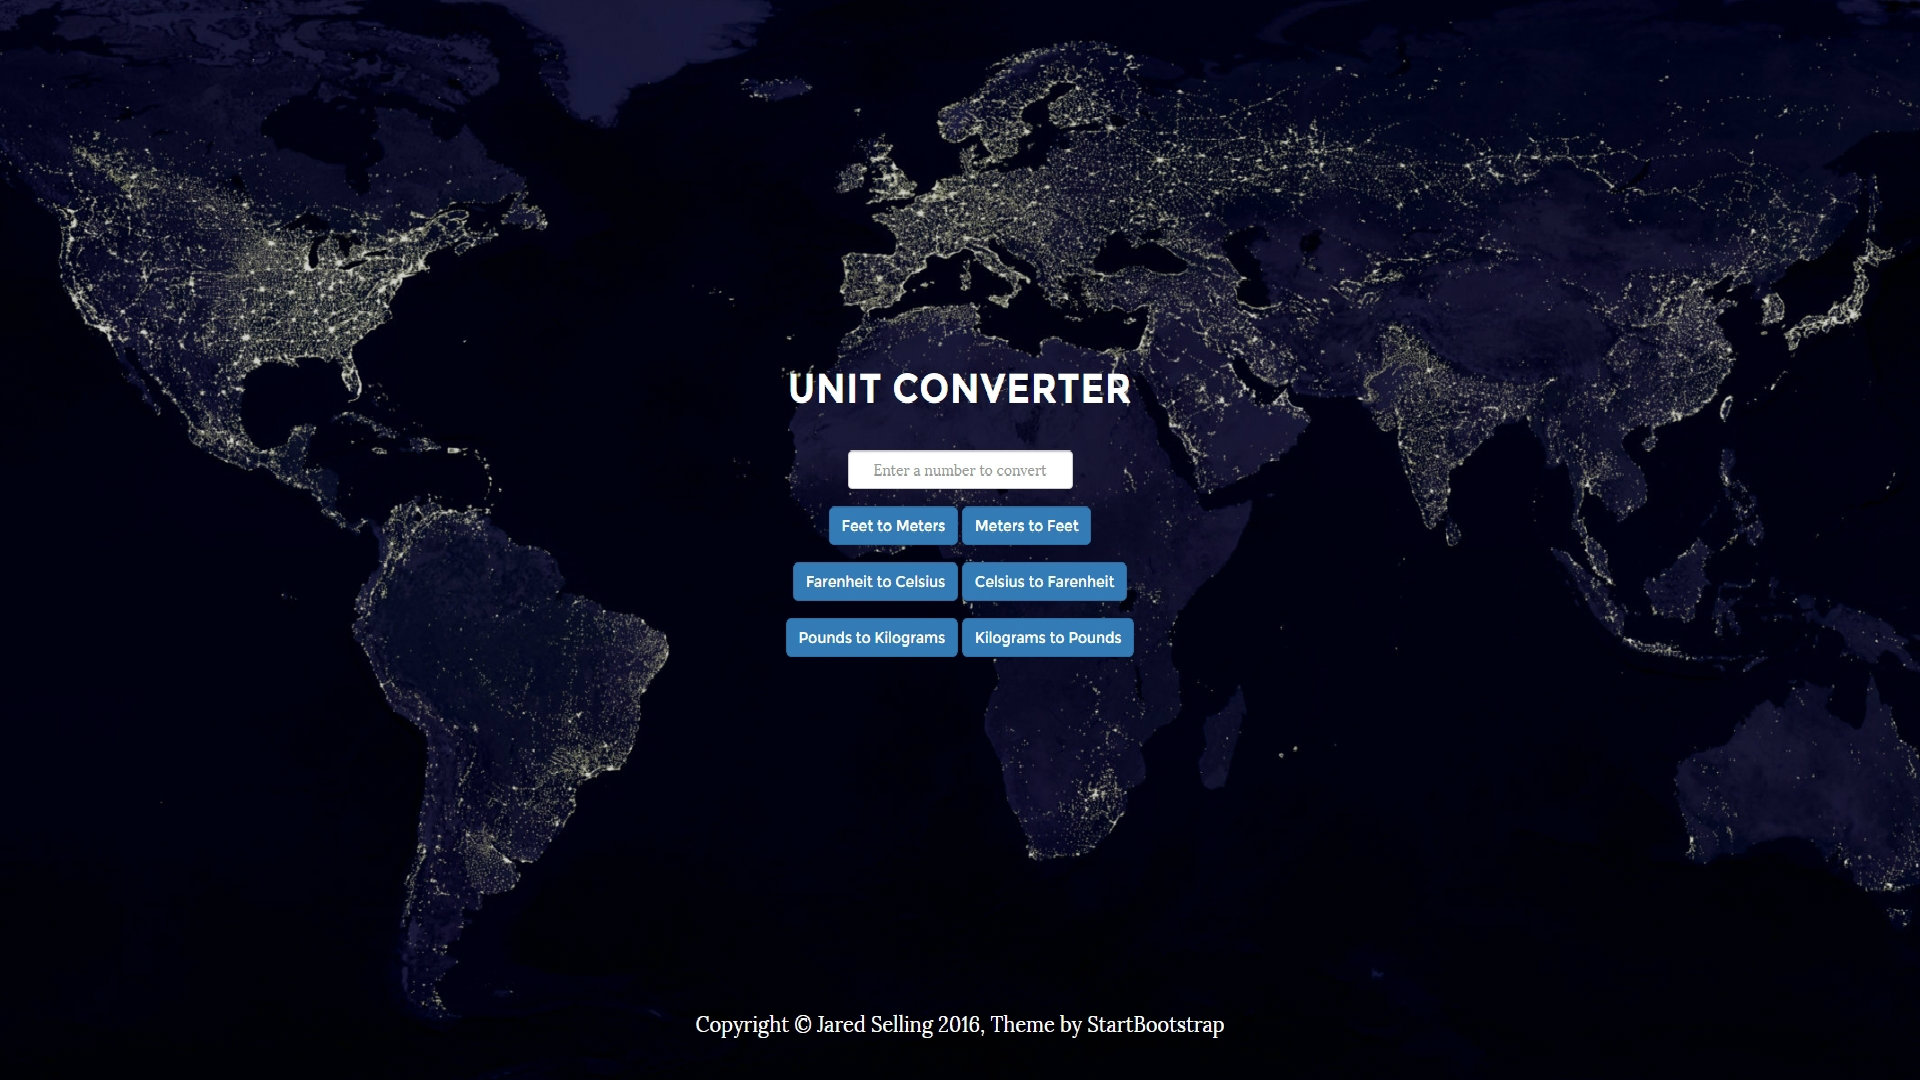 UNIT CONVERTER
Enter a number to convert
Feet to Meters Meters to Feet
Farenheit to Celsius Celsius to Farenheit
Pounds to Kilograms Kilograms to Pounds
Copyright © Jared Selling 2016, Theme by StartBootstrap